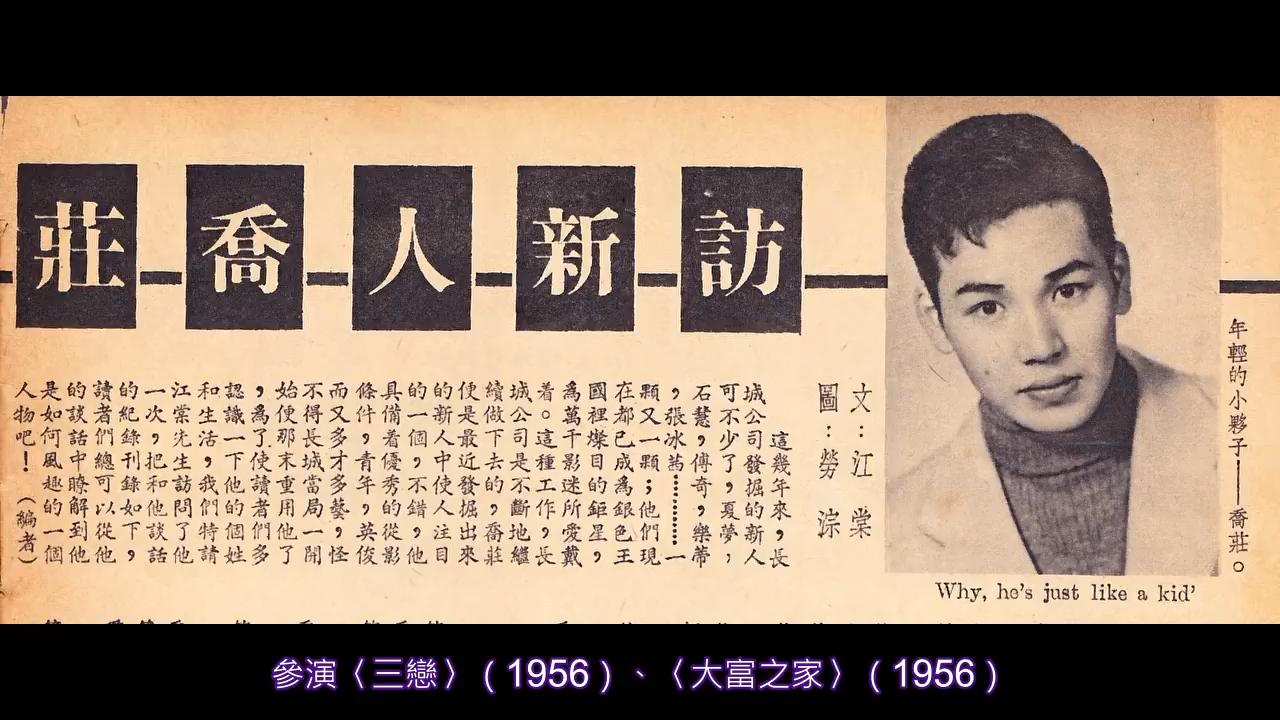 訪新人喬莊
年輕的小夥子——喬莊。
Why, he's just like a kid'
文：江棠
圖：勞淙
這幾年來，長
城公司發掘的新人
可不少了，夏夢，
石慧，傅奇，樂蒂
，張冰茜………一
顆又一顆；他們現
在都已成為銀色王
國裡燦目的鉅星，
爲萬千影迷所愛戴
着。這種工作，長
城公司是不斷地繼
續做下去的，喬莊
便是最近發掘出來
的新人中使人注目
的一個，不錯，他
具備着優秀的從影
條件，青年，英俊
而又多才多藝，怪
不得長城當局一開
始使那末重用他了
，為了使讀者們多
認識一下他的個姓
和生活，我們特請
江棠先生訪問了他
一次，把和他談話
的紀錄刊錄如下，
讀者們總可以從他
的談話中瞭解到他
是如何風趣的一個
人物吧！（編者）
參演〈三戀〉（1956）、〈大富之家〉（1956）